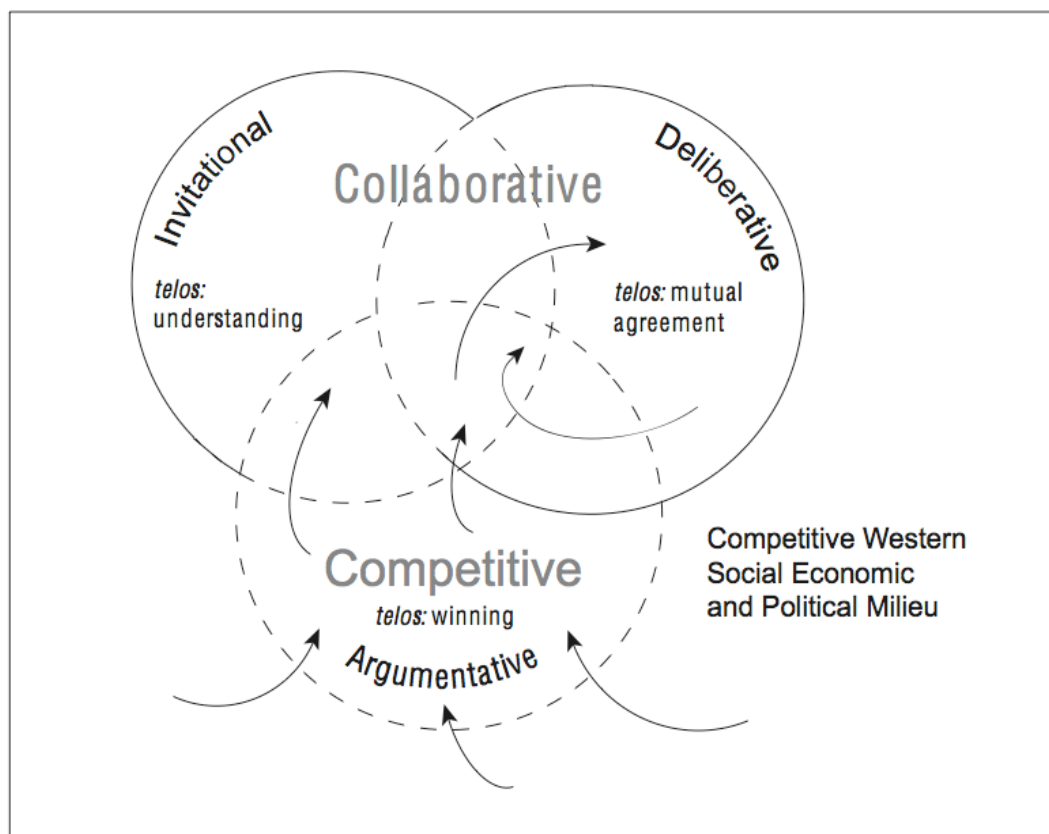 Invitational
Collaborative
Deliberative
telos:
understanding
telos: mutual
agreement
Competitive
telos: winning
Argumentative
Competitive Western
Social Economic
and Political Milieu